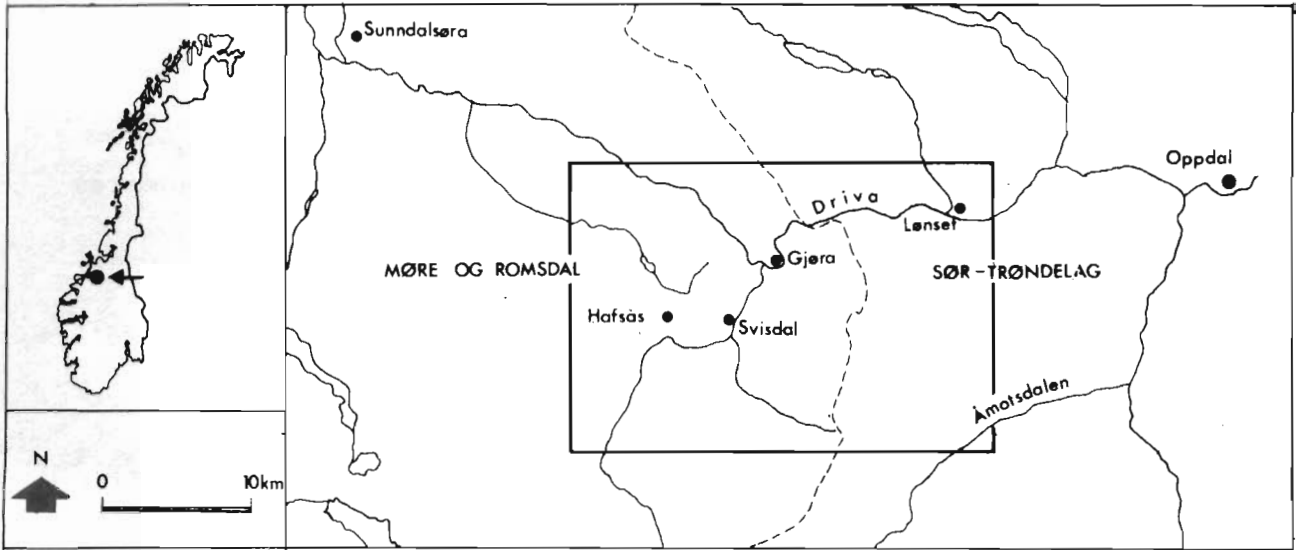 Sunndalsøra
Oppdal
Driva
Lønset
Gjøra
MØRE OG ROMSDAL
SØR-TRØNDELAG
Hafsås
Svisdal
Åmotsdalen
N
0 10km